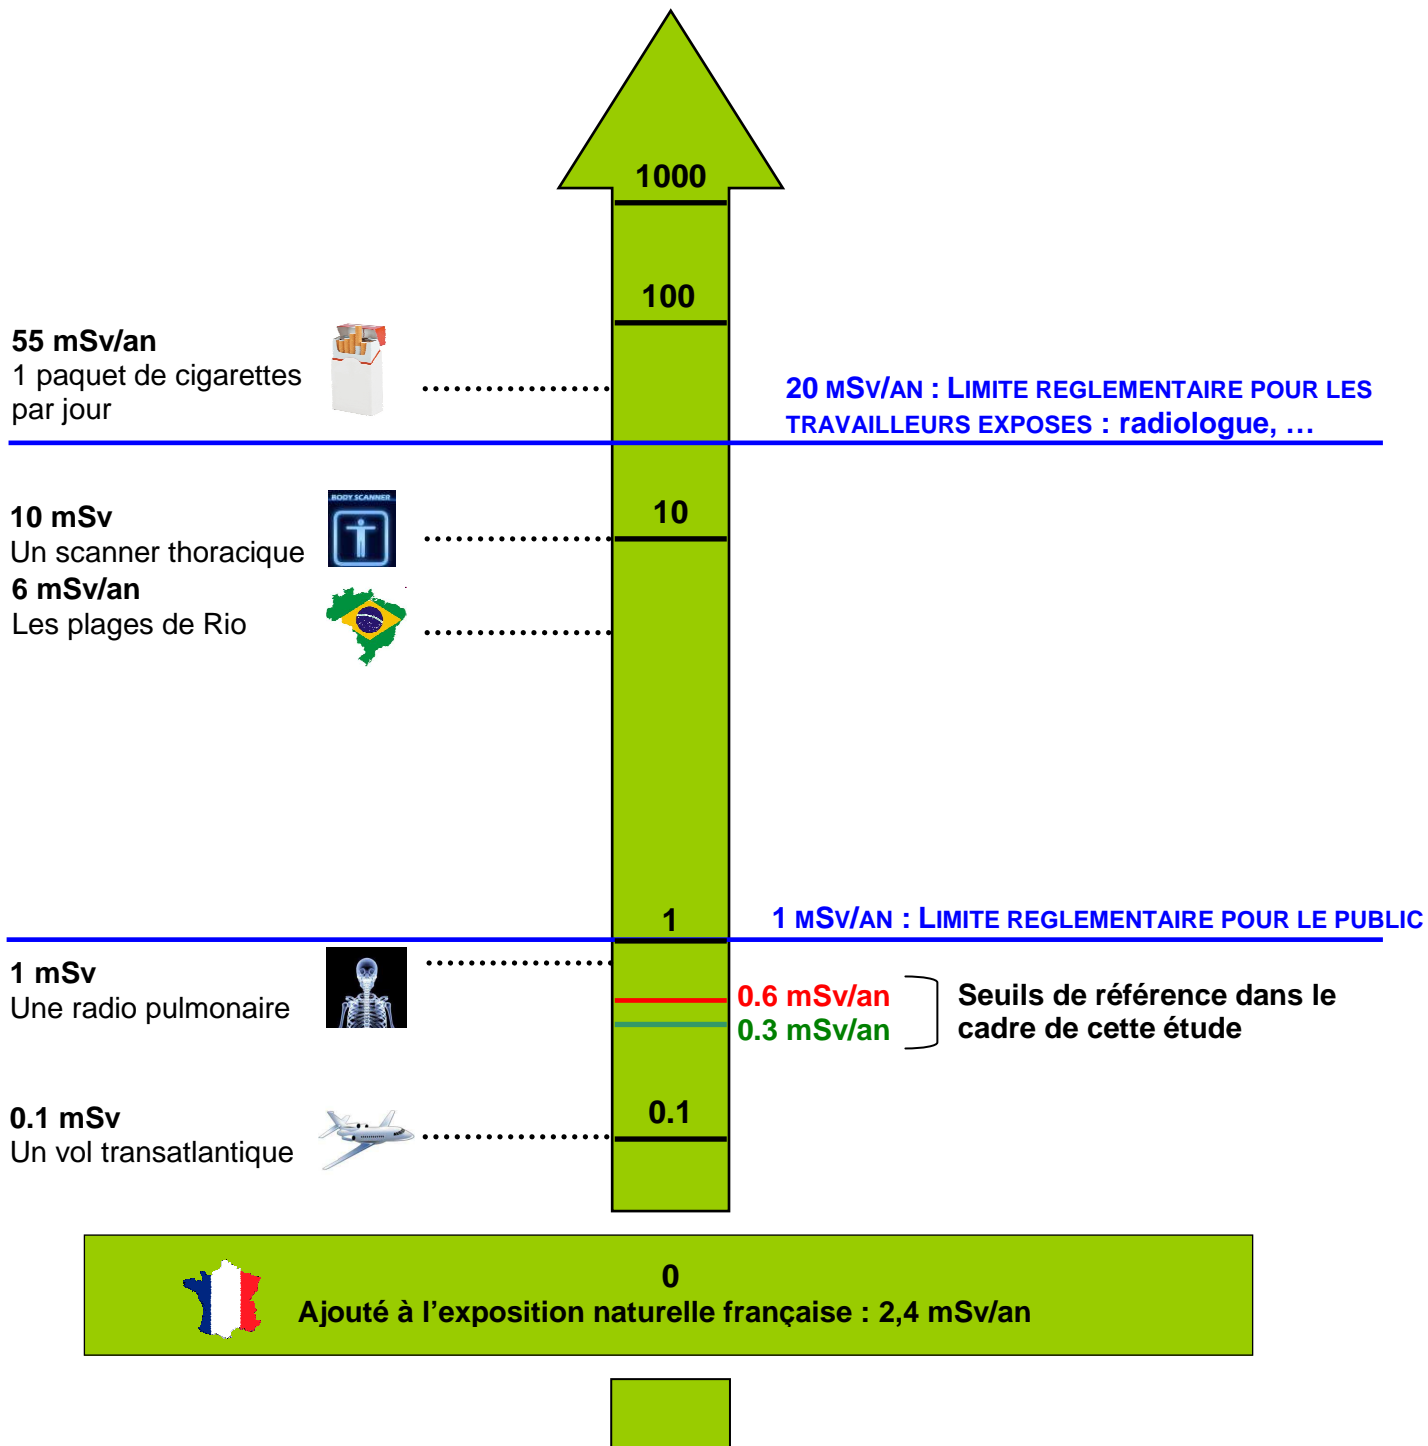 1000
100
55 mSv/an
1 paquet de cigarettes
par jour
20 MSV/AN : LIMITE REGLEMENTAIRE POUR LES
TRAVAILLEURS EXPOSES : radiologue, …
BODY SCANNER
10 mSv
Un scanner thoracique
10
6 mSv/an
Les plages de Rio
1
1 MSV/AN : LIMITE REGLEMENTAIRE POUR LE PUBLIC
1 mSv
Une radio pulmonaire
0.6 mSv/an
0.3 mSv/an
Seuils de référence dans le
cadre de cette étude
0.1 mSv
Un vol transatlantique
0.1
0
Ajouté à l’exposition naturelle française : 2,4 mSv/an